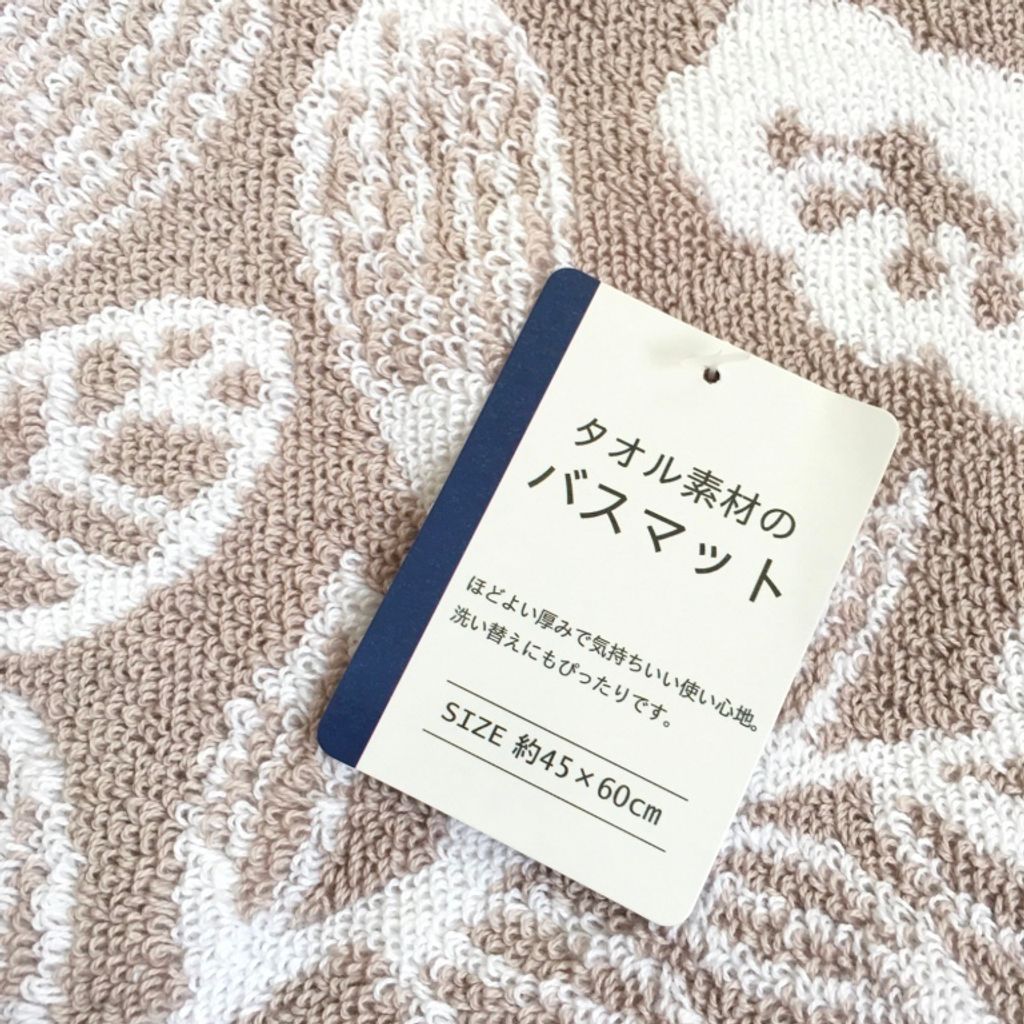 タオル素材の
バスマット
ほどよい厚みで気持ちいい使い心地。
洗い替えにもぴったりです。
SIZE 約45×60cm